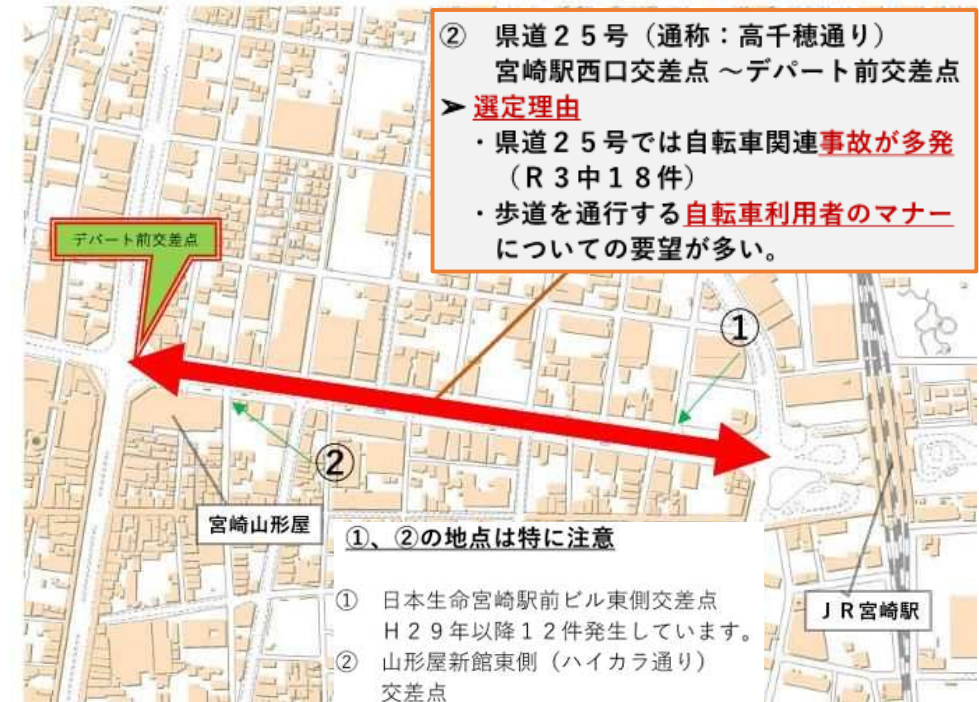 ② 県道２５号（通称：高千穂通り）
宮崎駅西口交差点 ～デパート前交差点
➤ 選定理由
・県道２５号では自転車関連事故が多発
（Ｒ３中１８件）
・歩道を通行する自転車利用者のマナー
についての要望が多い。
デパート前交差点
①
②
宮崎山形屋
①、②の地点は特に注意
① 日本生命宮崎駅前ビル東側交差点
Ｈ２９年以降１２件発生しています。
② 山形屋新館東側（ハイカラ通り）
交差点
ＪＲ宮崎駅